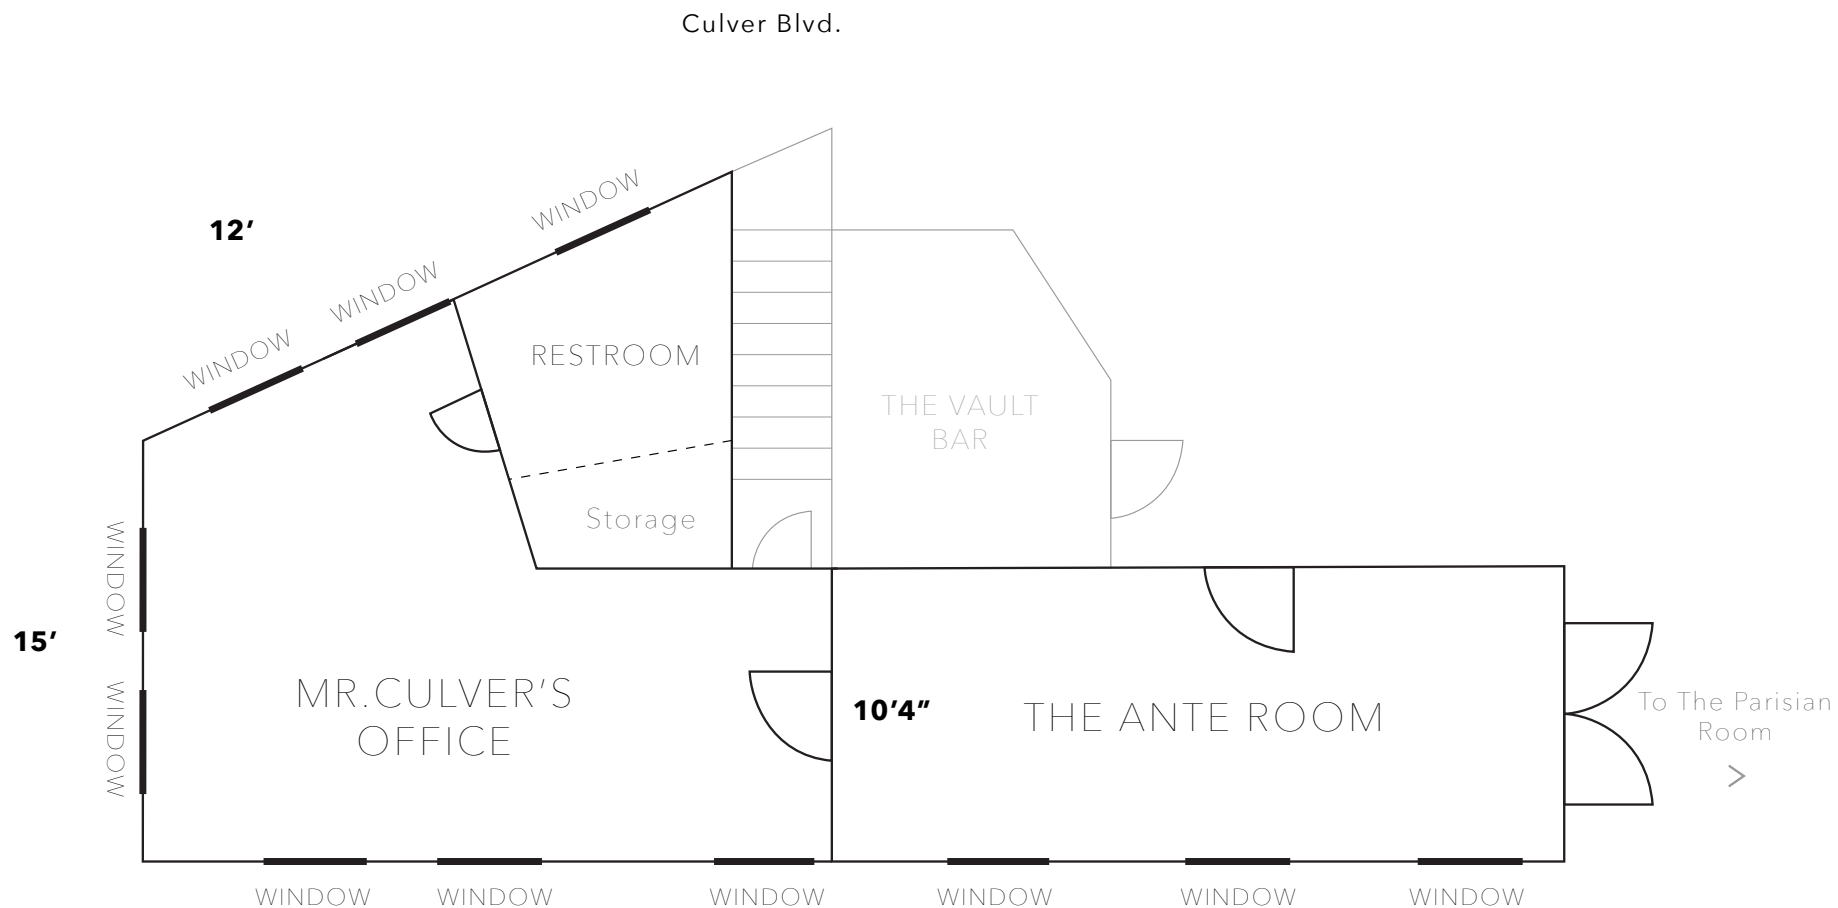 Culver Blvd.
WINDOW
12’
WINDOW
WINDOW
RESTROOM
THE VAULT
BAR
Storage
WINDOW
15’
WINDOW
MR.CULVER’S
OFFICE
10’4”
THE ANTE ROOM
To The Parisian
Room
>
WINDOW
WINDOW
WINDOW
WINDOW
WINDOW
WINDOW